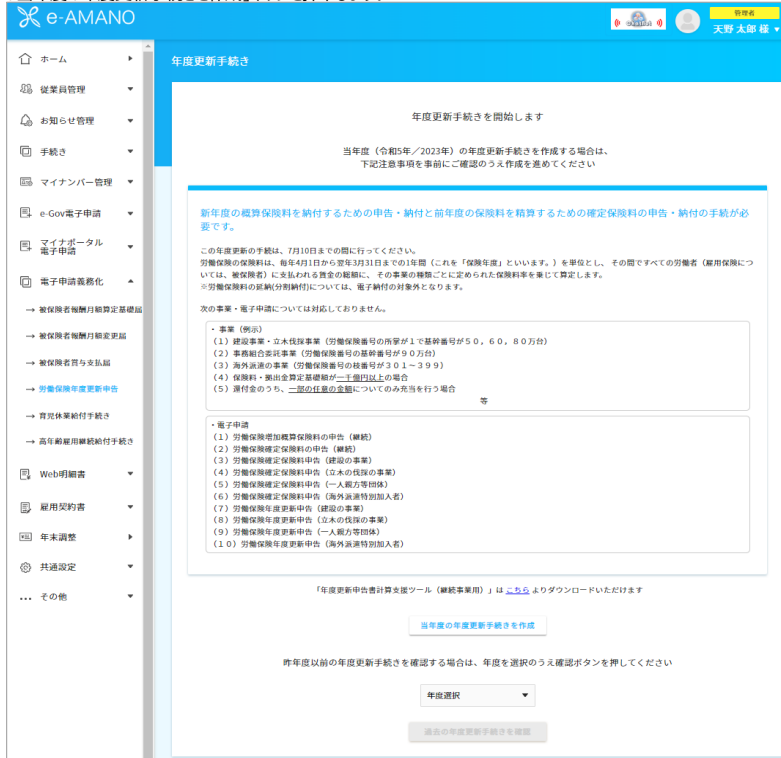 e-AMANO
管理者
天野 太郎 様 ▼
ホーム
従業員管理
お知らせ管理
手続き
マイナンバー管理
e-Gov電子申請
マイナポータル
電子申請
電子申請義務化
→ 被保険者報酬月額算定基礎届
→ 被保険者報酬月額変更届
→ 被保険者賞与支払届
→ 労働保険年度更新申告
→ 育児休業給付手続き
→ 高年齢雇用継続給付手続き
Web明細書
雇用契約書
年末調整
共通設定
その他
年度更新手続き
年度更新手続きを開始します
当年度（令和5年／2023年）の年度更新手続きを作成する場合は、
下記注意事項を事前にご確認のうえ作成を進めてください
新年度の概算保険料を納付するための申告・納付と前年度の保険料を精算するための確定保険料の申告・納付の手続が必
要です。
この年度更新の手続は、7月10日までの間に行ってください。
労働保険の保険料は、毎年4月1日から翌年3月31日までの1年間（これを「保険年度」といいます。）を単位とし、その間ですべての労働者（雇用保険につ
いては、被保険者）に支払われる賃金の総額に、その事業の種類ごとに定められた保険料率を乗じて算定します。
※労働保険料の延納(分割納付)については、電子納付の対象外となります。
次の事業・電子申請については対応しておりません。
・事業（例示）
（１）建設事業・立木伐採事業（労働保険番号の所掌が１で基幹番号が５０，６０，８０万台）
（２）事務組合委託事業（労働保険番号の基幹番号が９０万台）
（３）海外派遣の事業（労働保険番号の枝番号が３０１～３９９）
（４）保険料・拠出金算定基礎額が一千億円以上の場合
（５）還付金のうち、一部の任意の金額についてのみ充当を行う場合
等
・電子申請
（１）労働保険増加概算保険料の申告（継続）
（２）労働保険確定保険料の申告（継続）
（３）労働保険確定保険料申告（建設の事業）
（４）労働保険確定保険料申告（立木の伐採の事業）
（５）労働保険確定保険料申告（一人親方等団体）
（６）労働保険確定保険料申告（海外派遣特別加入者）
（７）労働保険年度更新申告（建設の事業）
（８）労働保険年度更新申告（立木の伐採の事業）
（９）労働保険年度更新申告（一人親方等団体）
（１０）労働保険年度更新申告（海外派遣特別加入者）
「年度更新申告書計算支援ツール（継続事業用）」は こちら よりダウンロードいただけます
当年度の年度更新手続きを作成
昨年度以前の年度更新手続きを確認する場合は、年度を選択のうえ確認ボタンを押してください
年度選択
過去の年度更新手続きを確認